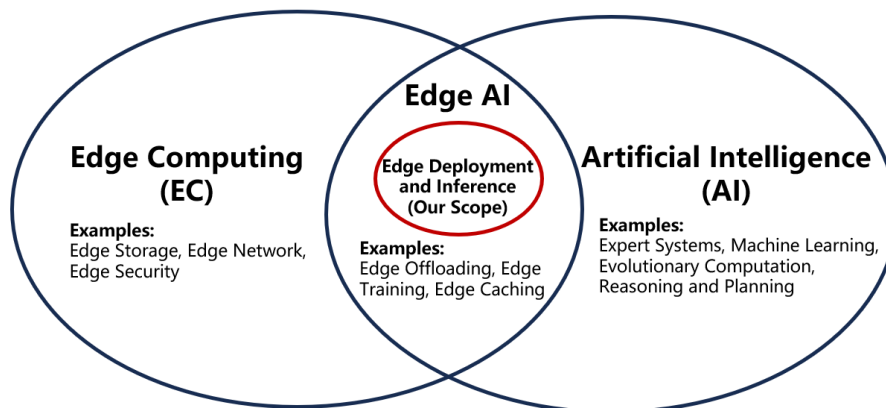 Edge AI
Edge Deployment
and Inference
(Our Scope)
Edge Computing
(EC)
Examples:
Edge Storage, Edge Network,
Edge Security
Examples:
Edge Offloading, Edge
Training, Edge Caching
Artificial Intelligence
(AI)
Examples:
Expert Systems, Machine Learning,
Evolutionary Computation,
Reasoning and Planning